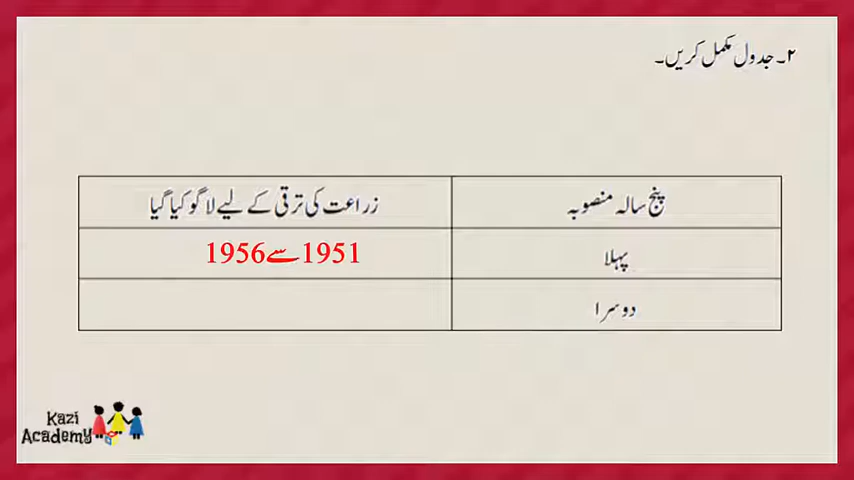 ۲۔ جدول مکمل کریں۔
پنج سالہ منصوبہ	زراعت کی ترقی کے لیے لاگو کیا گیا
پہلا	1951سے1956
دوسرا
Kazi
Academy